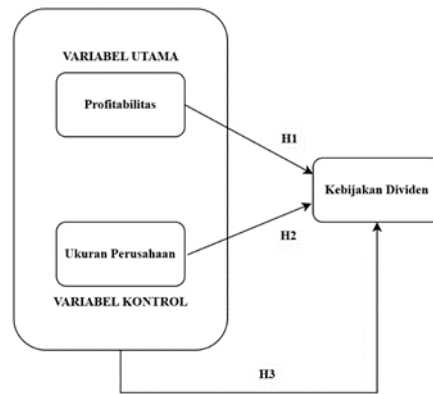 VARIABEL UTAMA
Profitabilitas
H1
Kebijakan Dividen
Ukuran Perusahaan
H2
VARIABEL KONTROL
H3